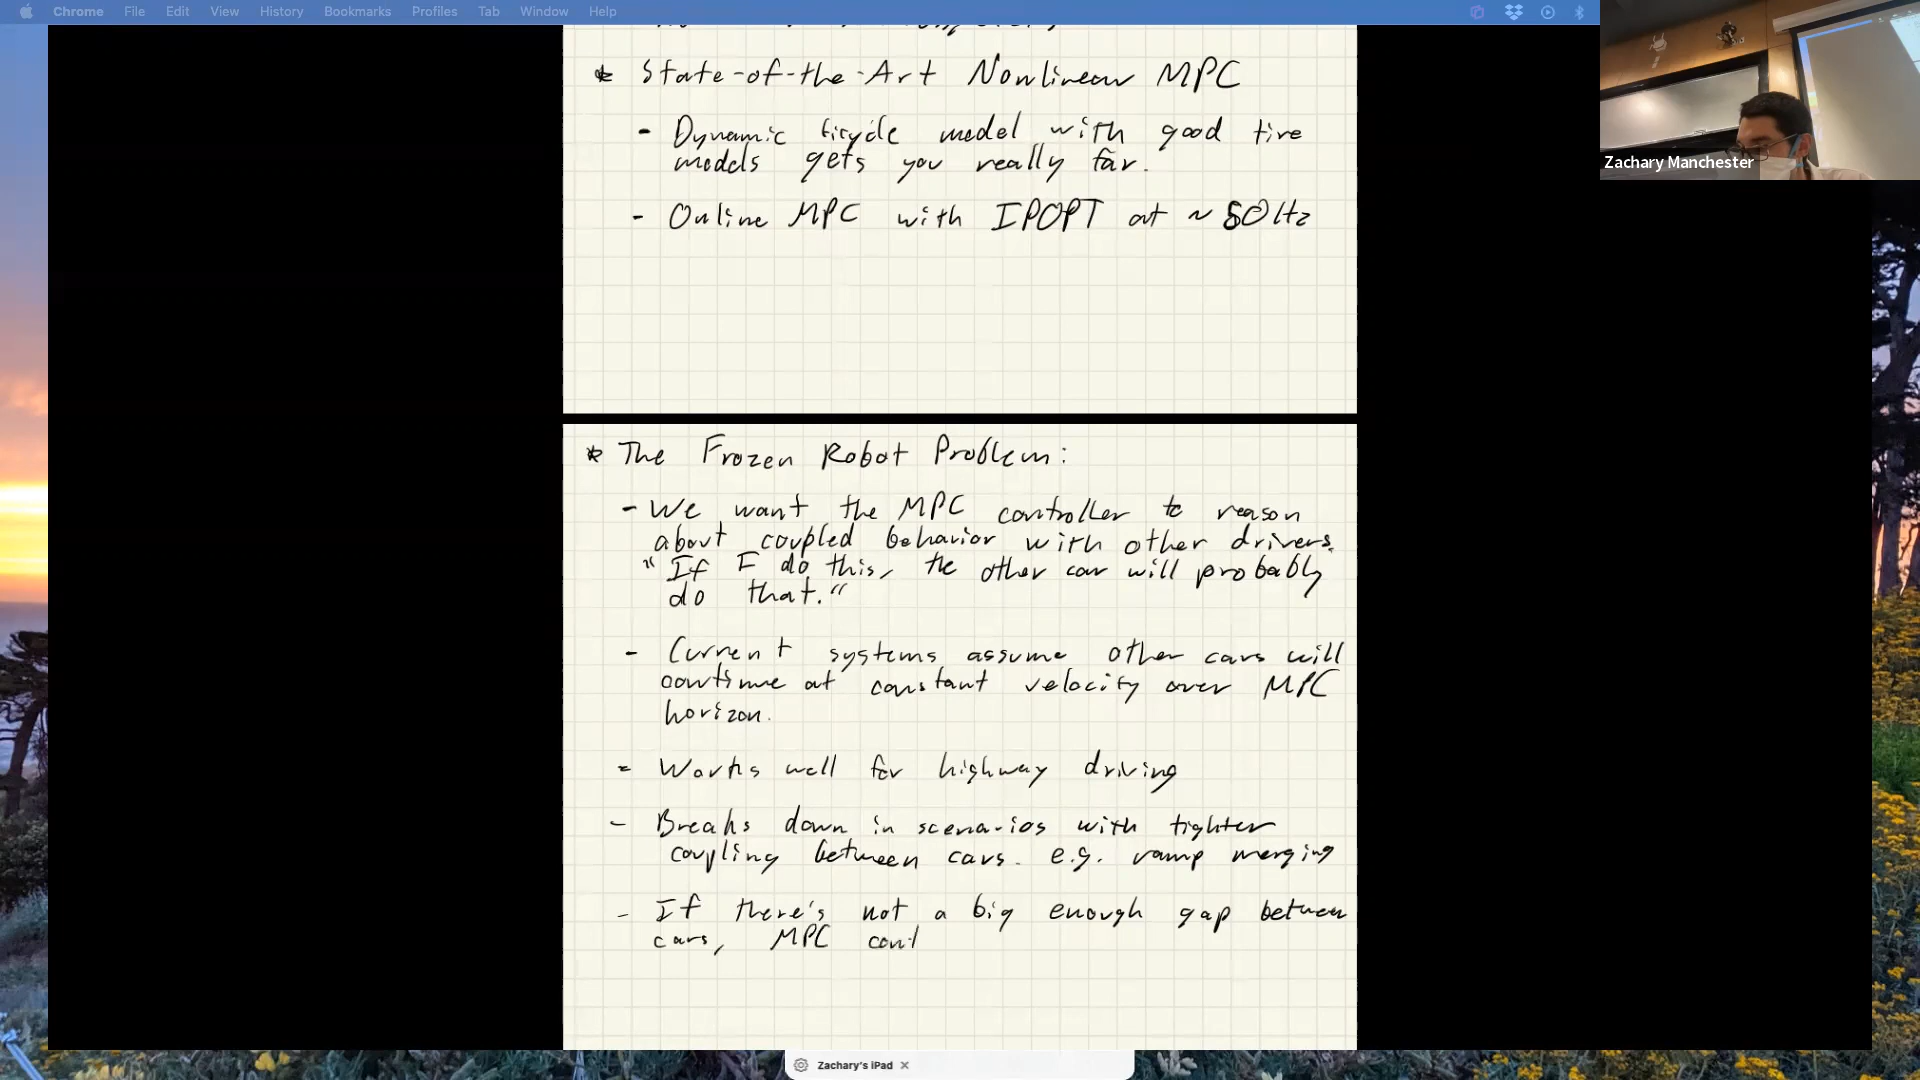 Chrome File Edit View History Bookmarks Profiles Tab Window Help
Zachary Manchester
* State-of-the-Art Nonlinear MPC
- Dynamic bicycle model with good tire
models gets you really far.
- Online MPC with IPOPT at ~ 50Hz
* The Frozen Robot Problem:
- We want the MPC controller to reason
about coupled behavior with other drivers.
"If I do this, the other car will probably
do that."
- Current systems assume other cars will
continue at constant velocity over MPC
horizon.
- Works well for highway driving
- Breaks down in scenarios with tighter
coupling between cars. e.g. ramp merging
- If there's not a big enough gap between
cars, MPC con
Zachary's iPad